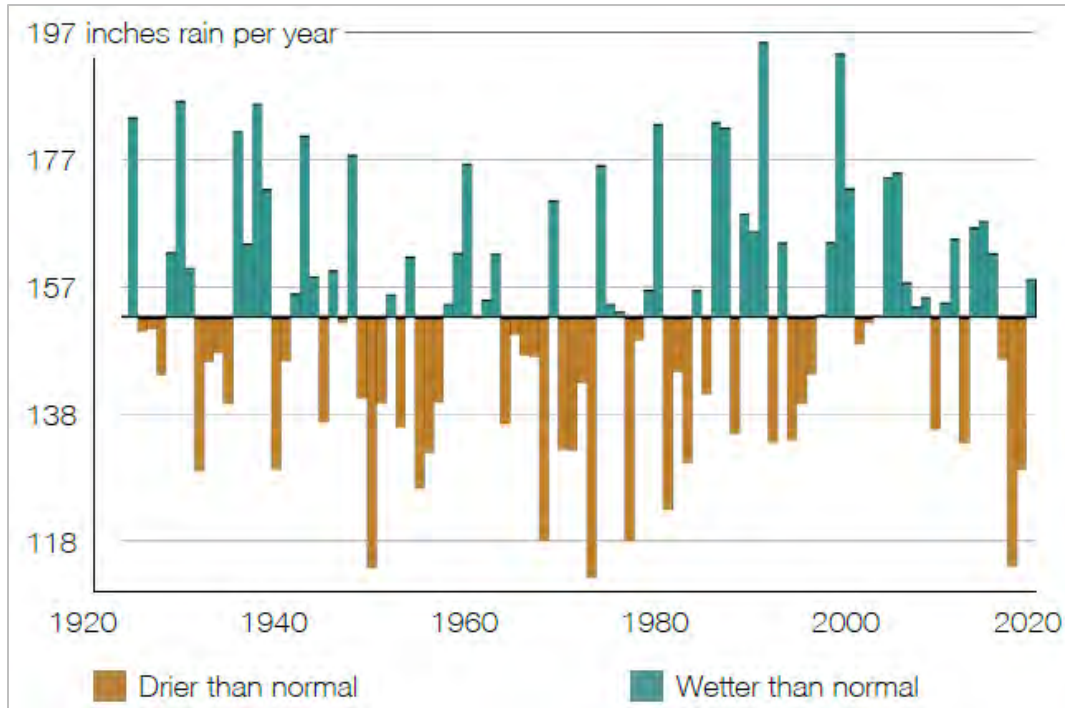 197 inches rain per year
177
157
138
118
1920 1940 1960 1980 2000 2020
Drier than normal Wetter than normal